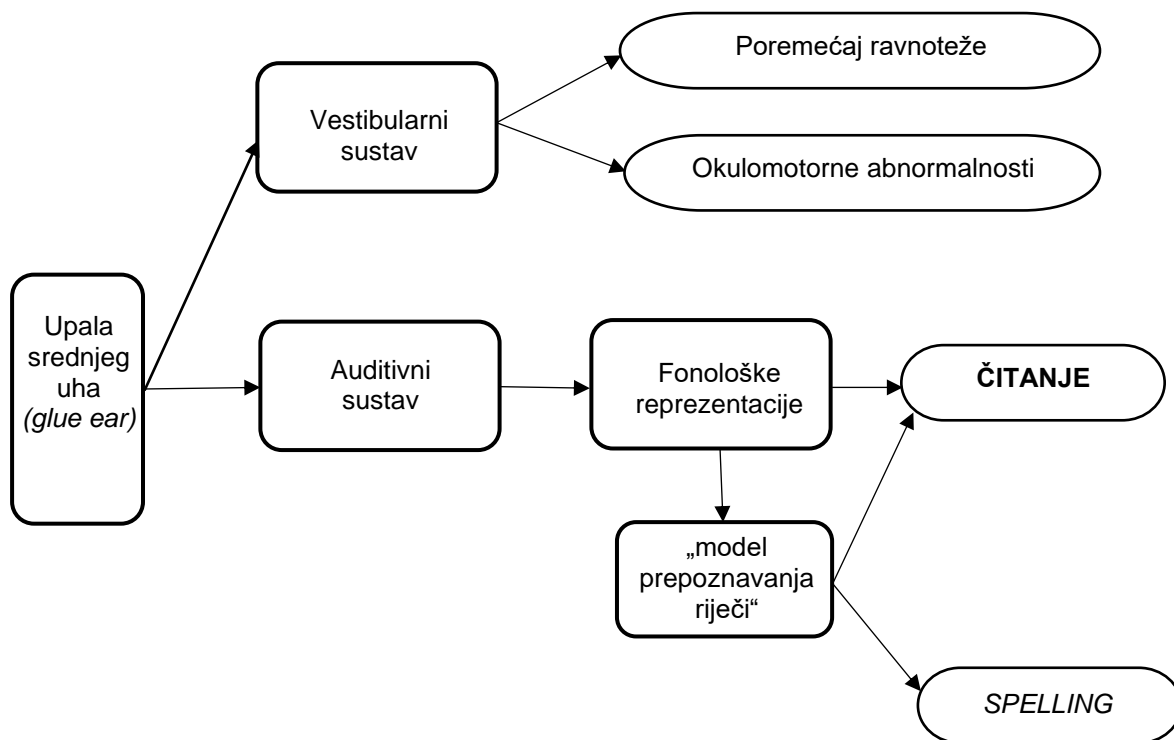 Poremećaj ravnoteže
Vestibularni
sustav
Okulomotorne abnormalnosti
Upala
srednjeg
uha
(glue ear)
Auditivni
sustav
Fonološke
reprezentacije
ČITANJE
„model
prepoznavanja
riječi“
SPELLING